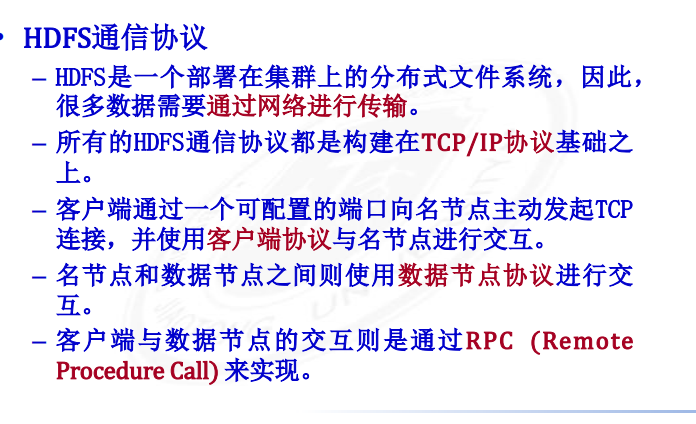 • HDFS通信协议
– HDFS是一个部署在集群上的分布式文件系统，因此，
很多数据需要通过网络进行传输。
– 所有的HDFS通信协议都是构建在TCP/IP协议基础之
上。
– 客户端通过一个可配置的端口向名节点主动发起TCP
连接，并使用客户端协议与名节点进行交互。
– 名节点和数据节点之间则使用数据节点协议进行交
互。
– 客户端与数据节点的交互则是通过RPC (Remote
Procedure Call) 来实现。